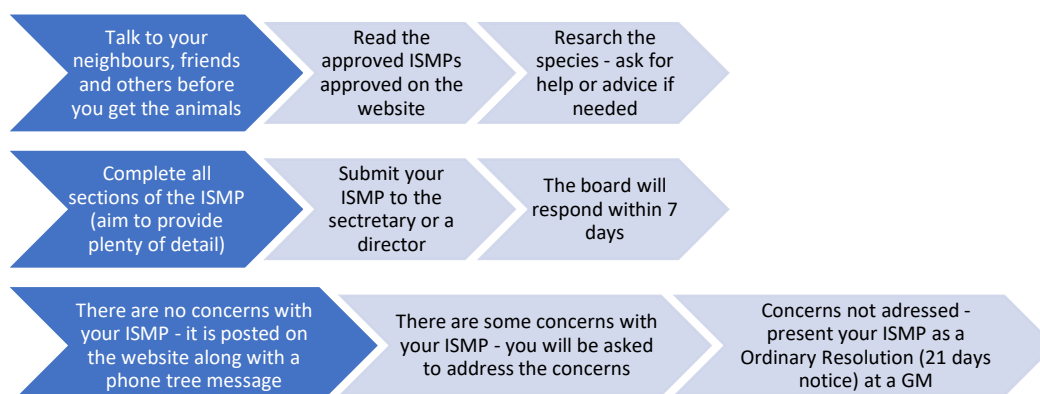 Talk to your
neighbours, friends
and others before
you get the animals
Read the
approved ISMPs
approved on the
website
Resarch the
species - ask for
help or advice if
needed
Complete all
sections of the ISMP
(aim to provide
plenty of detail)
Submit your
ISMP to the
sectretary or a
director
The board will
respond within 7
days
There are no concerns with
your ISMP - it is posted on
the website along with a
phone tree message
There are some concerns with
your ISMP - you will be asked
to address the concerns
Concerns not adressed -
present your ISMP as a
Ordinary Resolution (21 days
notice) at a GM